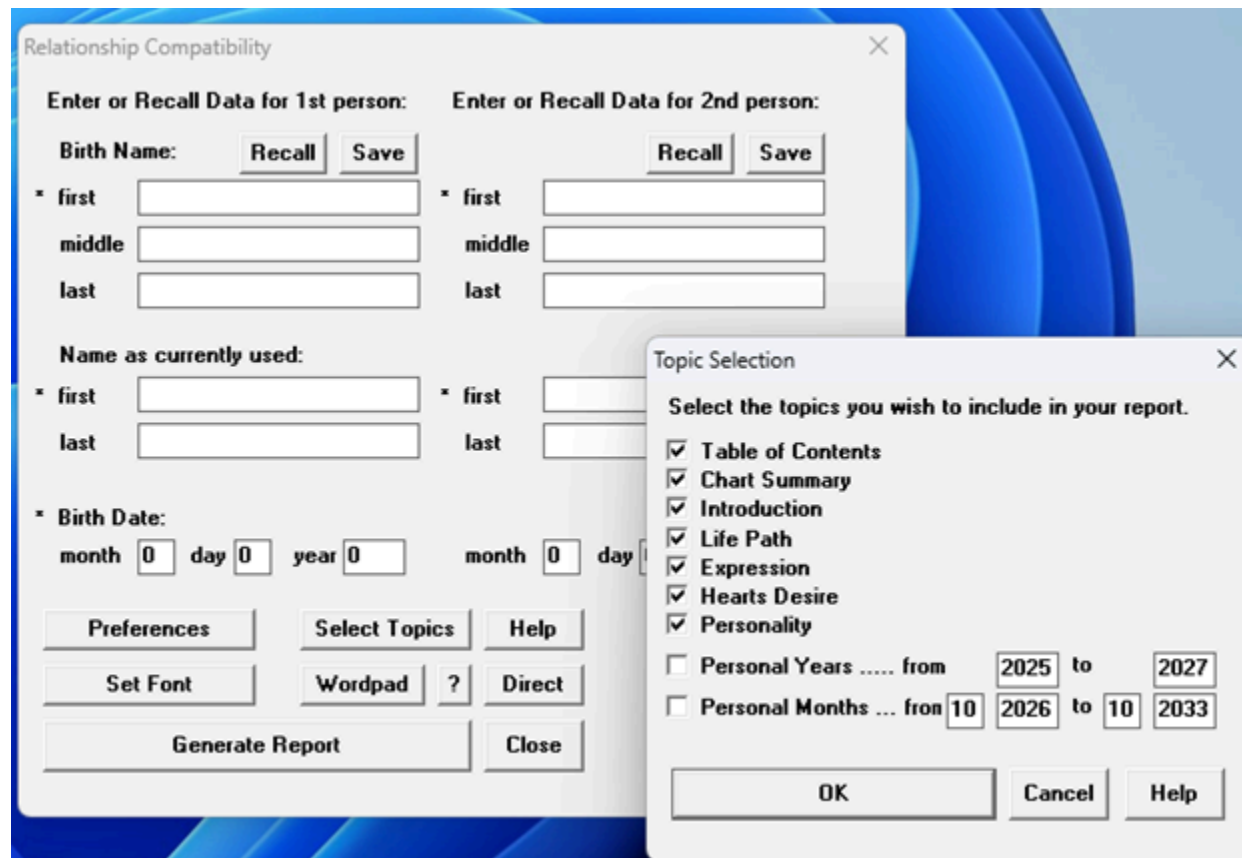 Relationship Compatibility
Enter or Recall Data for 1st person: Enter or Recall Data for 2nd person:
Birth Name: Recall Save Recall Save
* first * first
middle middle
last last
Name as currently used:
* first * first
last last
* Birth Date:
month 0 day 0 year 0 month 0 day
Preferences Select Topics Help
Set Font Wordpad ? Direct
Generate Report Close
Topic Selection
Select the topics you wish to include in your report.
Table of Contents
Chart Summary
Introduction
Life Path
Expression
Hearts Desire
Personality
Personal Years ..... from 2025 to 2027
Personal Months ... fron 10 2026 to 10 2033
OK Cancel Help